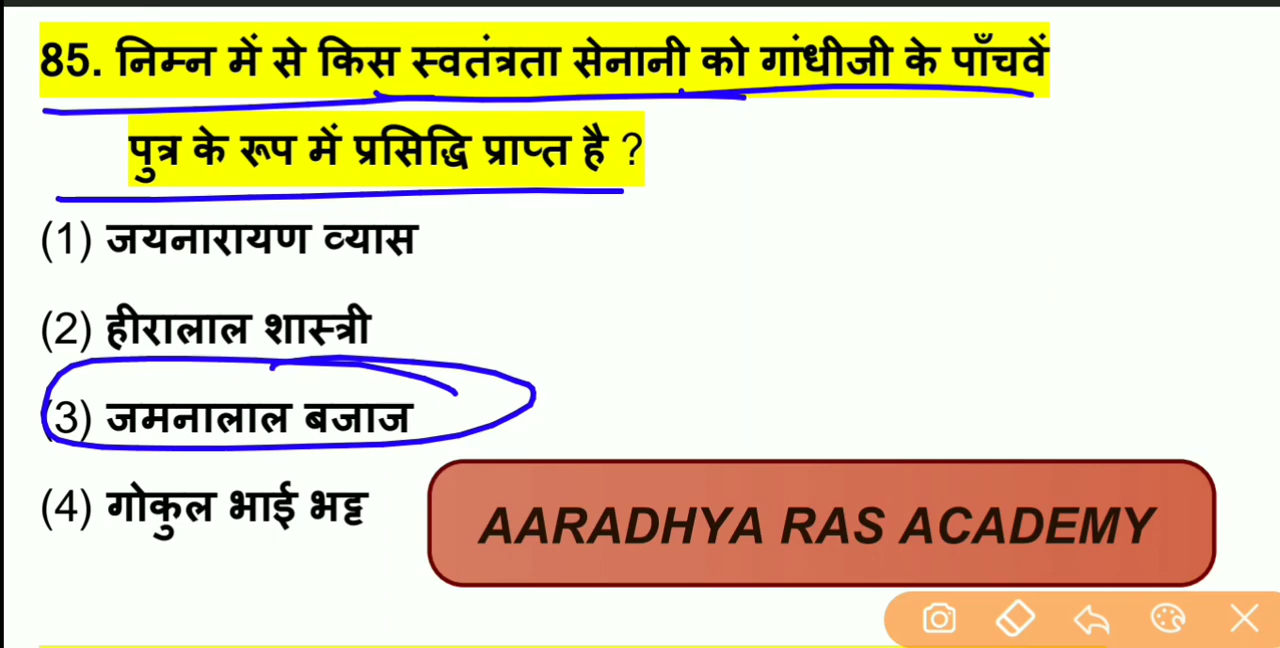 85. निम्न में से किस स्वतंत्रता सेनानी को गांधीजी के पाँचवें
पुत्र के रूप में प्रसिद्धि प्राप्त है ?
(1) जयनारायण व्यास
(2) हीरालाल शास्त्री
(3) जमनालाल बजाज
(4) गोकुल भाई भट्ट
AARADHYA RAS ACADEMY